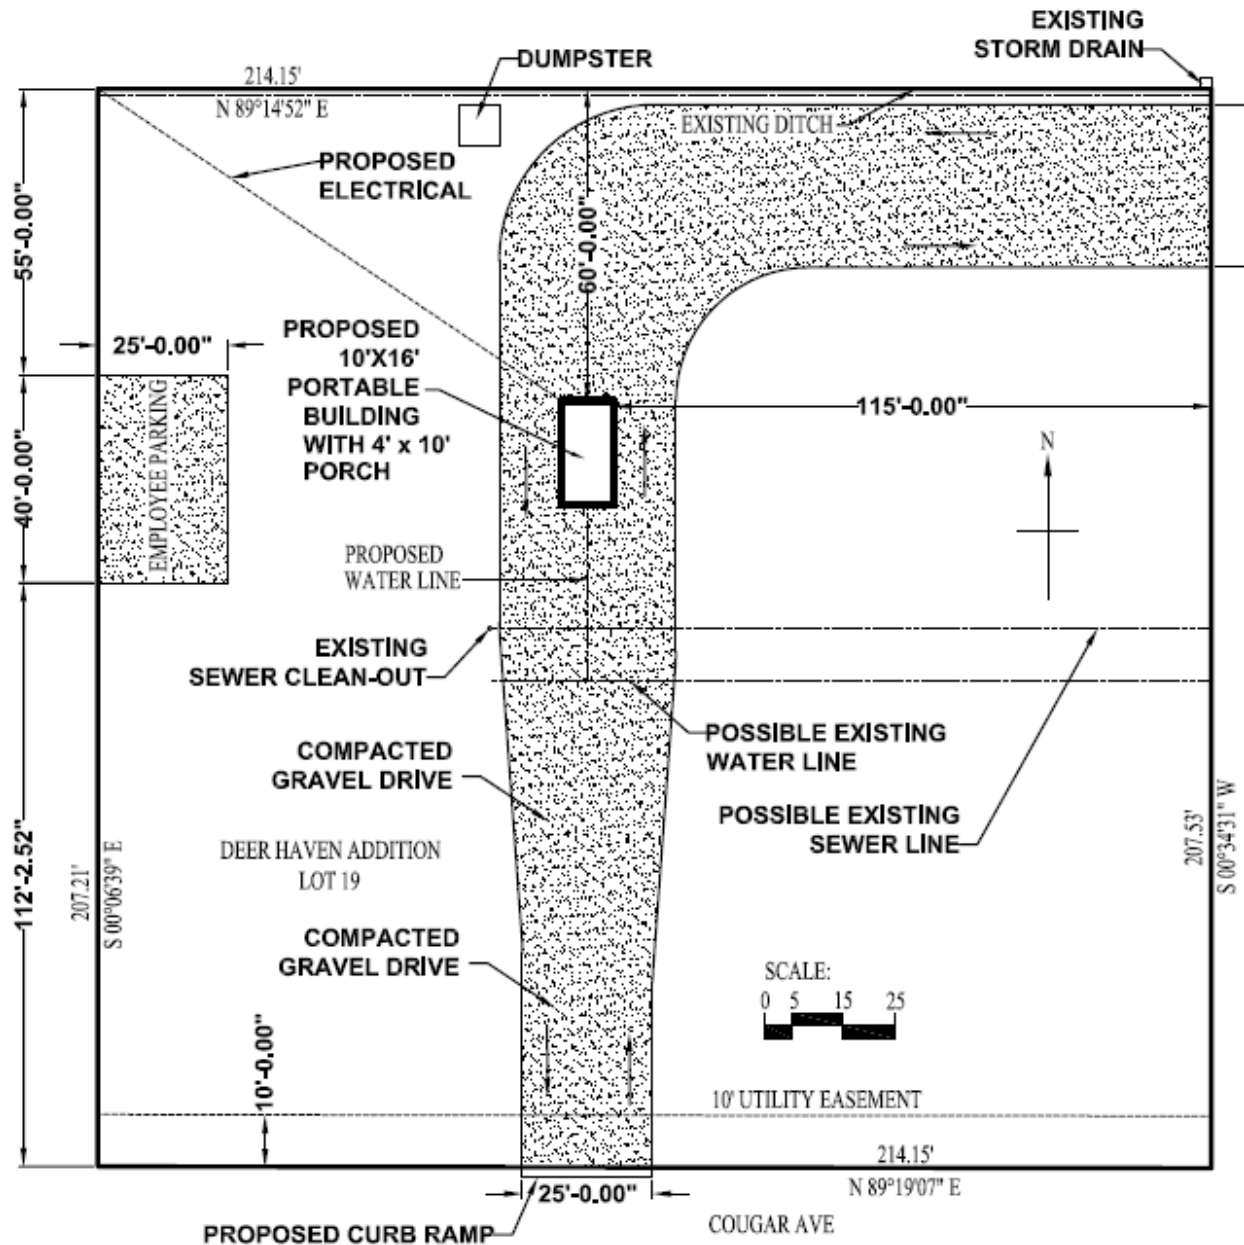 EXISTING
STORM DRAIN
DUMPSTER
214.15'
N 89°14'52" E
EXISTING DITCH
PROPOSED
ELECTRICAL
55'-0.00"
60'-0.00"
25'-0.00"
PROPOSED
10'X16'
PORTABLE
BUILDING
WITH 4' x 10'
PORCH
115'-0.00"
N
40'-0.00"
EMPLOYEE PARKING
PROPOSED
WATER LINE
EXISTING
SEWER CLEAN-OUT
POSSIBLE EXISTING
WATER LINE
COMPACTED
GRAVEL DRIVE
POSSIBLE EXISTING
SEWER LINE
207.53'
S 00°34'31" W
112'-2.52"
207.21'
S 00°06'39" E
DEER HAVEN ADDITION
LOT 19
COMPACTED
GRAVEL DRIVE
SCALE:
0 5 15 25
10'-0.00"
10' UTILITY EASEMENT
214.15'
N 89°19'07" E
25'-0.00"
PROPOSED CURB RAMP
COUGAR AVE